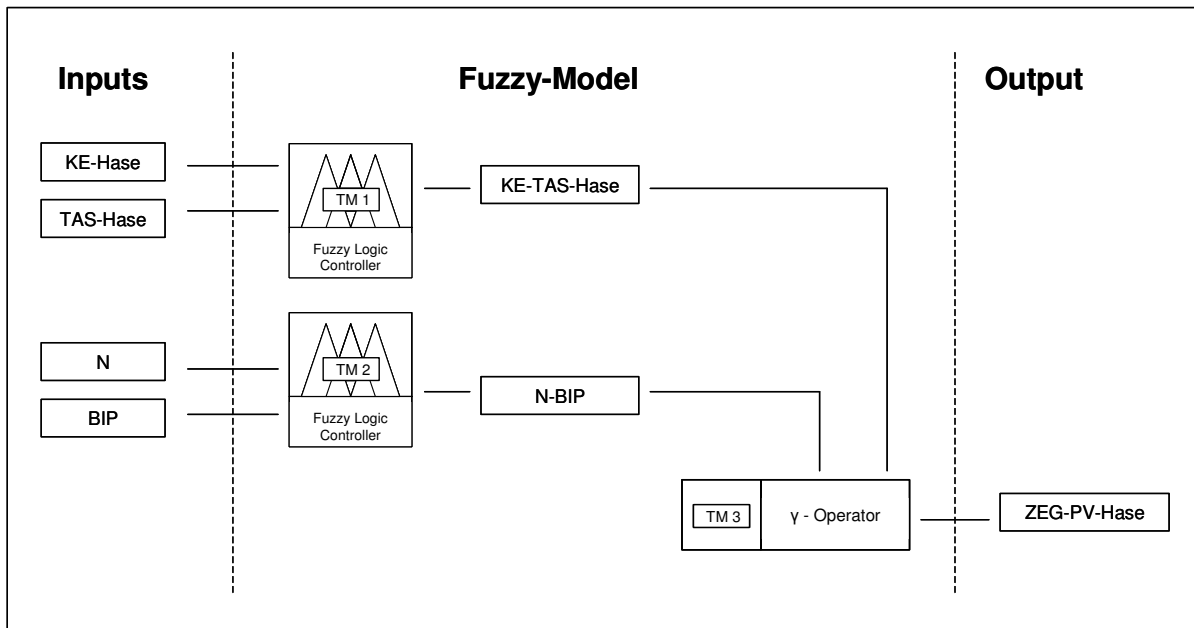 Inputs
Fuzzy-Model
Output
KE-Hase
TAS-Hase
TM 1
Fuzzy Logic
Controller
KE-TAS-Hase
N
BIP
TM 2
Fuzzy Logic
Controller
N-BIP
TM 3
γ - Operator
ZEG-PV-Hase